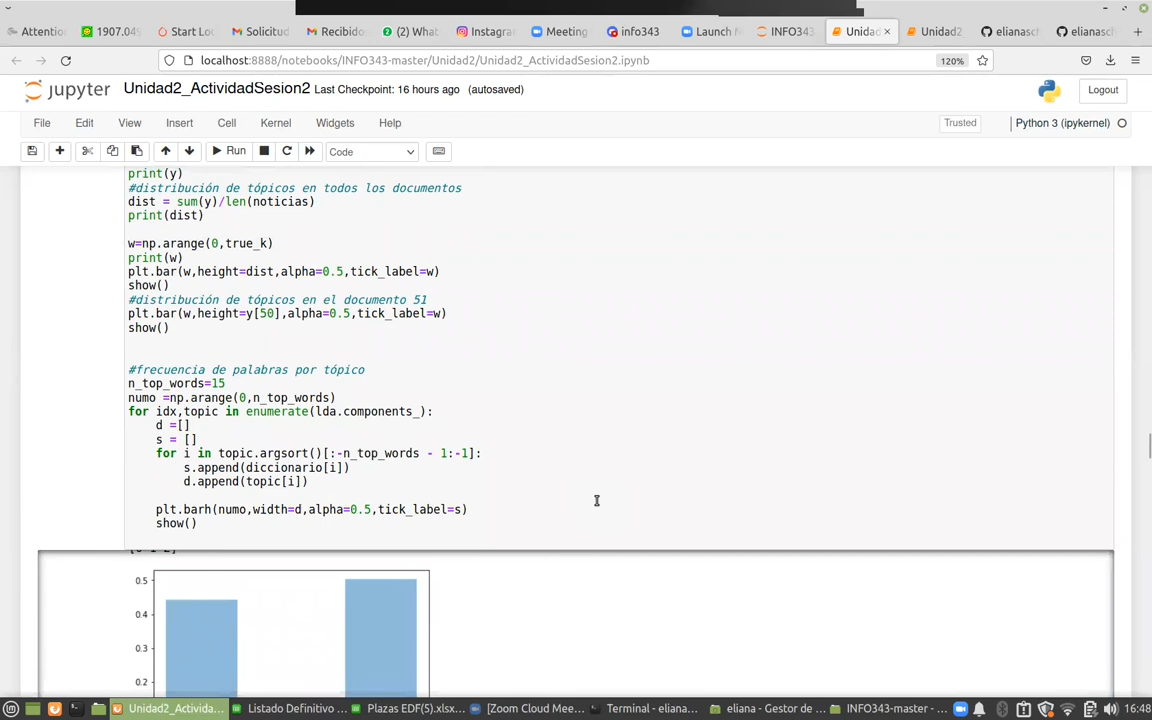 Attentio
1907.049
Start Lo
Solicitud
Recibido
(2) What
Instagra
Meeting
info343
Launch M
INFO343
Unidad
Unidad2
elianasch
elianasch
localhost:8888/notebooks/INFO343-master/Unidad2/Unidad2_ActividadSesion2.ipynb
120%
jupyter Unidad2_ActividadSesion2 Last Checkpoint: 16 hours ago (autosaved)
Logout
File Edit View Insert Cell Kernel Widgets Help
Trusted
Python 3 (ipykernel)
Run
Code
print(y)
#distribución de tópicos en todos los documentos
dist = sum(y)/len(noticias)
print(dist)
w=np.arange(0,true_k)
print(w)
plt.bar(w,height=dist,alpha=0.5,tick_label=w)
show()
#distribución de tópicos en el documento 51
plt.bar(w,height=y[50],alpha=0.5,tick_label=w)
show()
#frecuencia de palabras por tópico
n_top_words=15
numo =np.arange(0,n_top_words)
for idx,topic in enumerate(lda.components_):
d =[]
s = []
for i in topic.argsort()[:-n_top_words - 1:-1]:
s.append(diccionario[i])
d.append(topic[i])
plt.barh(numo,width=d,alpha=0.5,tick_label=s)
show()
[0 1 2]
0.5
0.4
0.3
0.2
Unidad2_Activida...
Listado Definitivo ...
Plazas EDF(5).xlsx...
[Zoom Cloud Mee...
Terminal - eliana@...
eliana - Gestor de ...
INFO343-master - ...
16:48